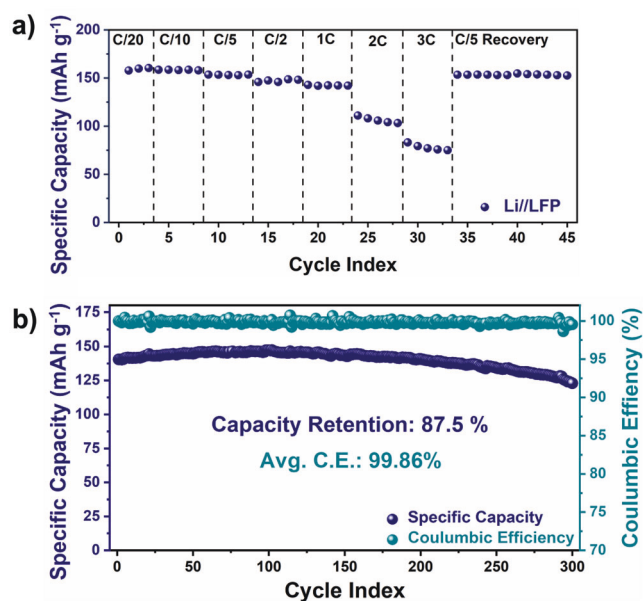 a)
C/20 C/10 C/5 C/2 1C 2C 3C C/5 Recovery
Specific Capacity (mAh g⁻¹)
200
150
100
50
0
Li//LFP
0 5 10 15 20 25 30 35 40 45
Cycle Index
b)
Specific Capacity (mAh g⁻¹)
175
150
125
100
75
50
25
0
Capacity Retention: 87.5 %
Avg. C.E.: 99.86%
Specific Capacity
Coulumbic Efficiency
100
95
90
85
80
75
70
Coulumbic Effiency (%)
0 50 100 150 200 250 300
Cycle Index